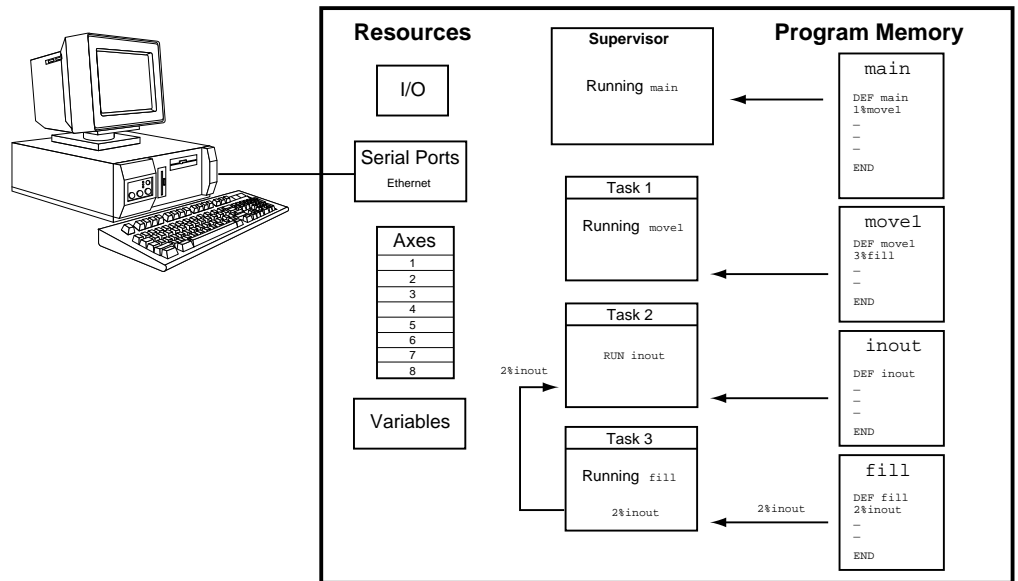 Resources
I/O
Serial Ports
Ethernet
Axes
1
2
3
4
5
6
7
8
Variables
Supervisor
Running main
Task 1
Running move1
Task 2
RUN inout
2%inout
Task 3
Running fill
2%inout
Program Memory
main
DEF main
1%move1
_
_
_
END
move1
DEF move1
3%fill
_
_
END
inout
DEF inout
_
_
_
END
2%inout
fill
DEF fill
2%inout
_
_
END